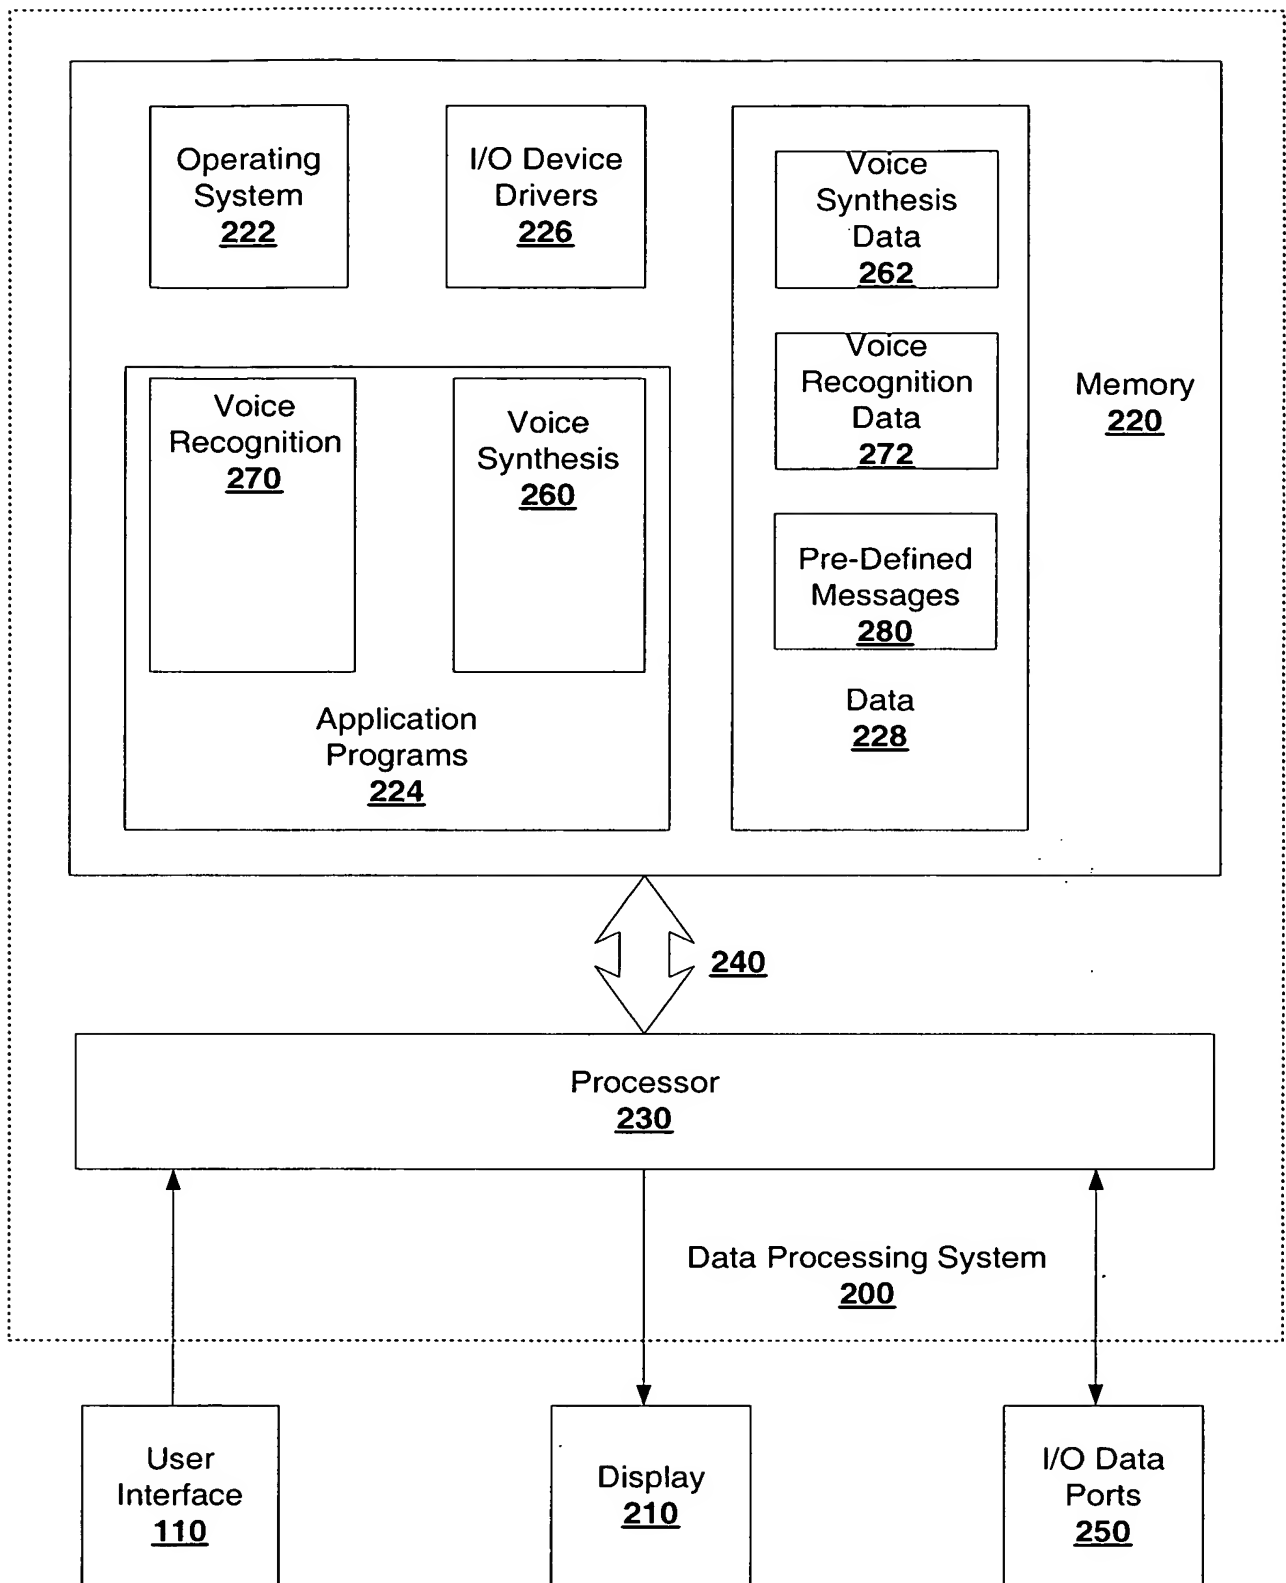 Operating
System
222
I/O Device
Drivers
226
Voice
Synthesis
Data
262
Voice
Recognition
Data
272
Pre-Defined
Messages
280
Data
228
Memory
220
Voice
Recognition
270
Voice
Synthesis
260
Application
Programs
224
240
Processor
230
Data Processing System
200
User
Interface
110
Display
210
I/O Data
Ports
250